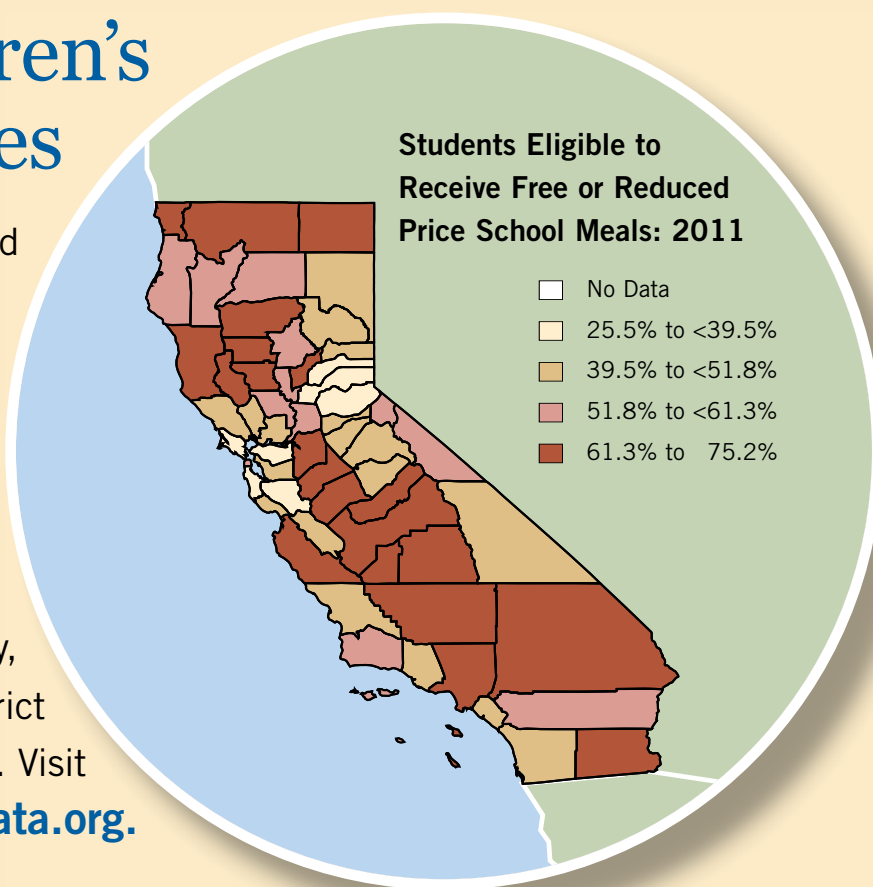 ren’s
es
d
y,
rict
. Visit
ata.org.
Students Eligible to
Receive Free or Reduced
Price School Meals: 2011
No Data
25.5% to <39.5%
39.5% to <51.8%
51.8% to <61.3%
61.3% to 75.2%